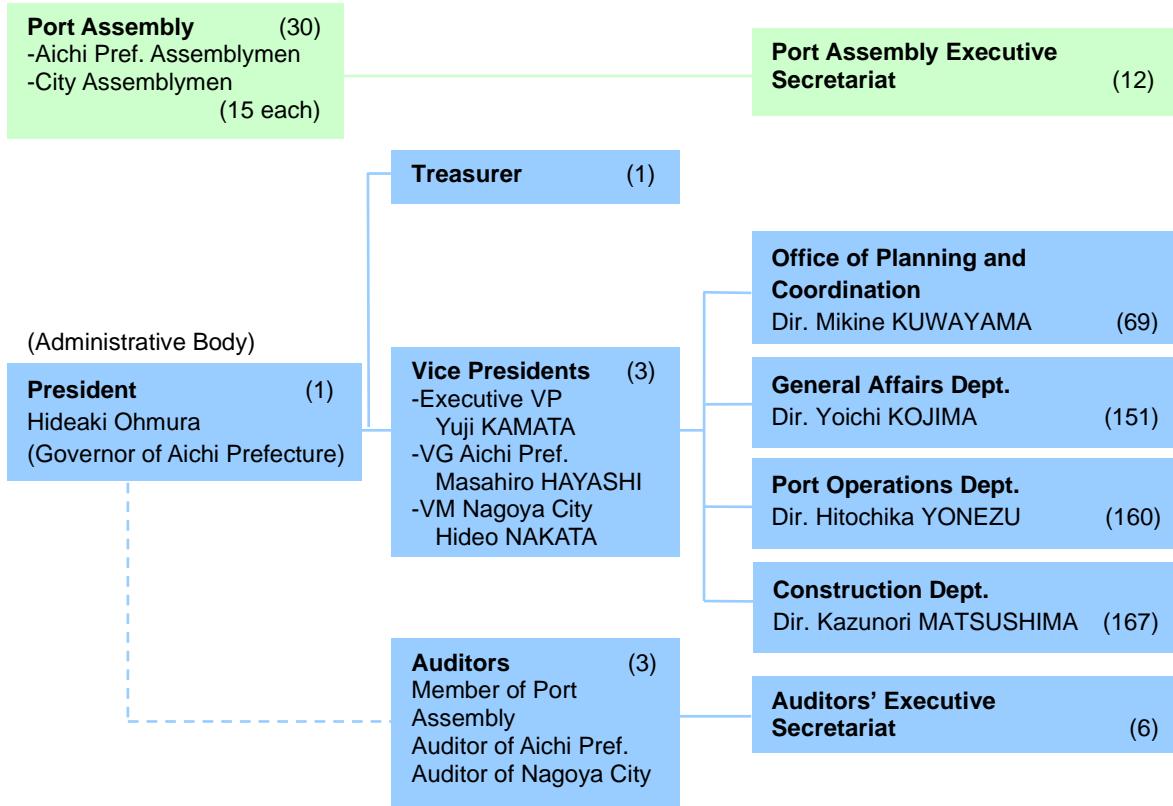 Port Assembly (30)
-Aichi Pref. Assemblymen
-City Assemblymen
(15 each)
Port Assembly Executive
Secretariat (12)
Treasurer (1)
(Administrative Body)
President (1)
Hideaki Ohmura
(Governor of Aichi Prefecture)
Vice Presidents (3)
-Executive VP
Yuji KAMATA
-VG Aichi Pref.
Masahiro HAYASHI
-VM Nagoya City
Hideo NAKATA
Office of Planning and
Coordination
Dir. Mikine KUWAYAMA (69)
General Affairs Dept.
Dir. Yoichi KOJIMA (151)
Port Operations Dept.
Dir. Hitochika YONEZU (160)
Construction Dept.
Dir. Kazunori MATSUSHIMA (167)
Auditors (3)
Member of Port
Assembly
Auditor of Aichi Pref.
Auditor of Nagoya City
Auditors’ Executive
Secretariat (6)